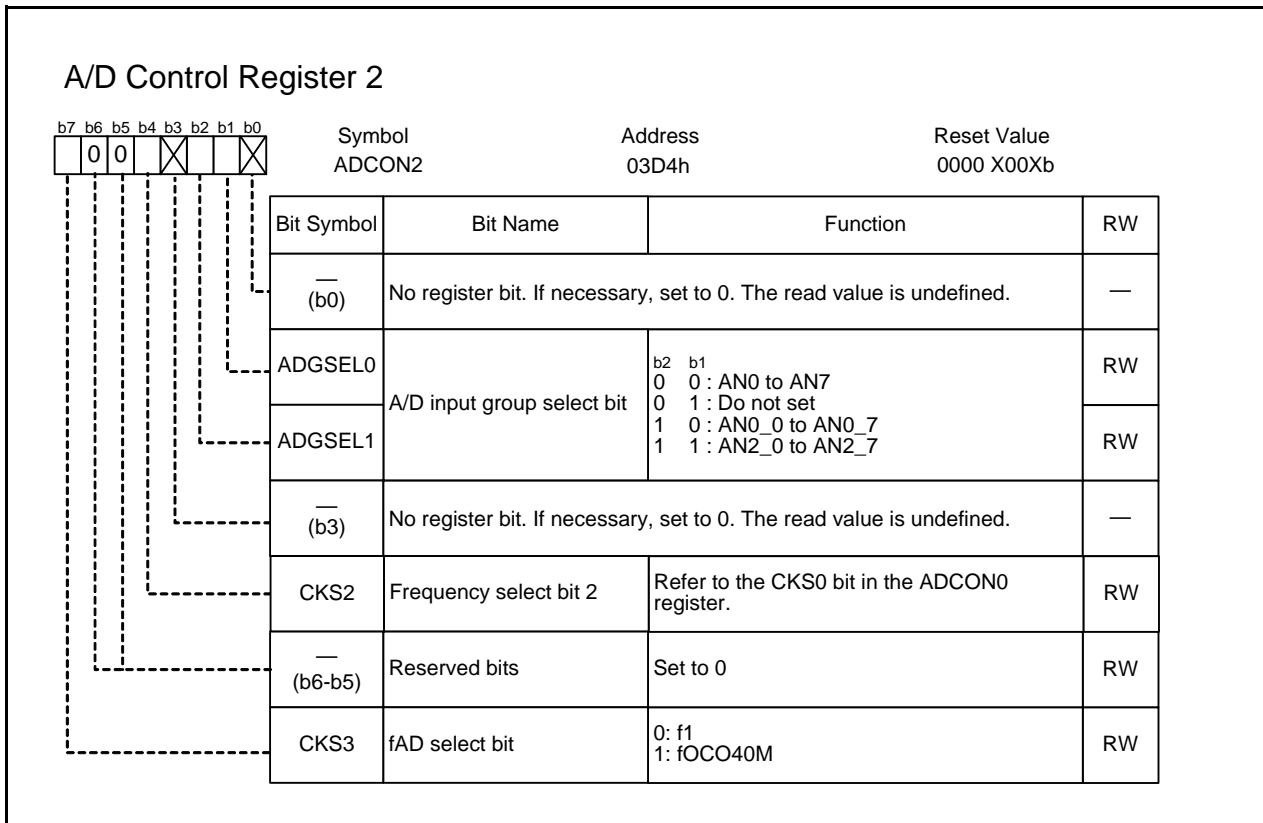 A/D Control Register 2
b7 b6 b5 b4 b3 b2 b1 b0
0 0
Symbol Address Reset Value
ADCON2 03D4h 0000 X00Xb
Bit Symbol Bit Name Function RW
—
(b0)
No register bit. If necessary, set to 0. The read value is undefined.
—
ADGSEL0
ADGSEL1
A/D input group select bit
b2 b1
0 0 : AN0 to AN7
0 1 : Do not set
1 0 : AN0_0 to AN0_7
1 1 : AN2_0 to AN2_7
RW
RW
—
(b3)
No register bit. If necessary, set to 0. The read value is undefined.
—
CKS2
Frequency select bit 2
Refer to the CKS0 bit in the ADCON0
register.
RW
—
(b6-b5)
Reserved bits
Set to 0
RW
CKS3
fAD select bit
0: f1
1: fOCO40M
RW